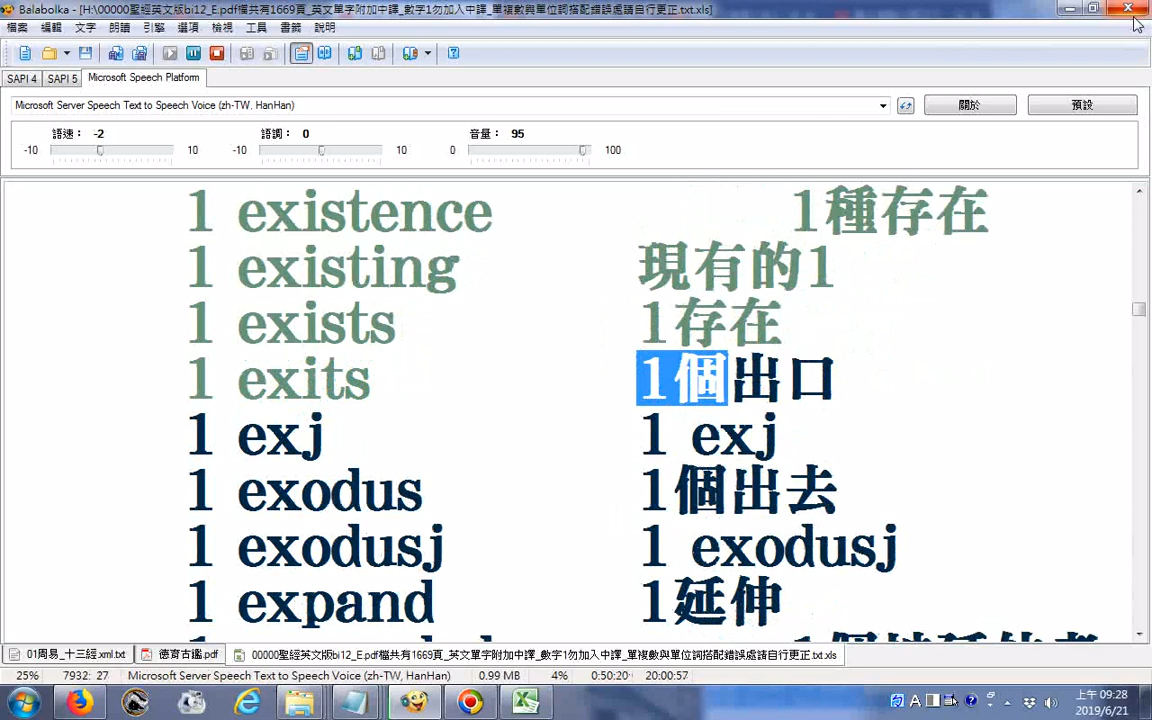 Balabolka - [H:\00000聖經英文版bi12_E.pdf檔共有1669頁_英文單字附加中譯_數字1勿加入中譯_單複數與單位詞搭配錯誤處請自行更正.txt.xls]
檔案 編輯 文字 朗讀 引擎 選項 檢視 工具 書籤 說明
SAPI 4 SAPI 5 Microsoft Speech Platform
Microsoft Server Speech Text to Speech Voice (zh-TW, HanHan) 關於 預設
語速： -2 語調： 0 音量： 95
-10 10 -10 10 0 100
1 existence 1種存在
1 existing 現有的1
1 exists 1存在
1 exits 1個出口
1 exj 1 exj
1 exodus 1個出去
1 exodusj 1 exodusj
1 expand 1延伸
01周易_十三經.xml.txt 德育古鑑.pdf 00000聖經英文版bi12_E.pdf檔共有1669頁_英文單字附加中譯_數字1勿加入中譯_單複數與單位詞搭配錯誤處請自行更正.txt.xls
25% 7932: 27 Microsoft Server Speech Text to Speech Voice (zh-TW, HanHan) 0.99 MB 4% 0:50:20 20:00:57
上午 09:28
2019/6/21